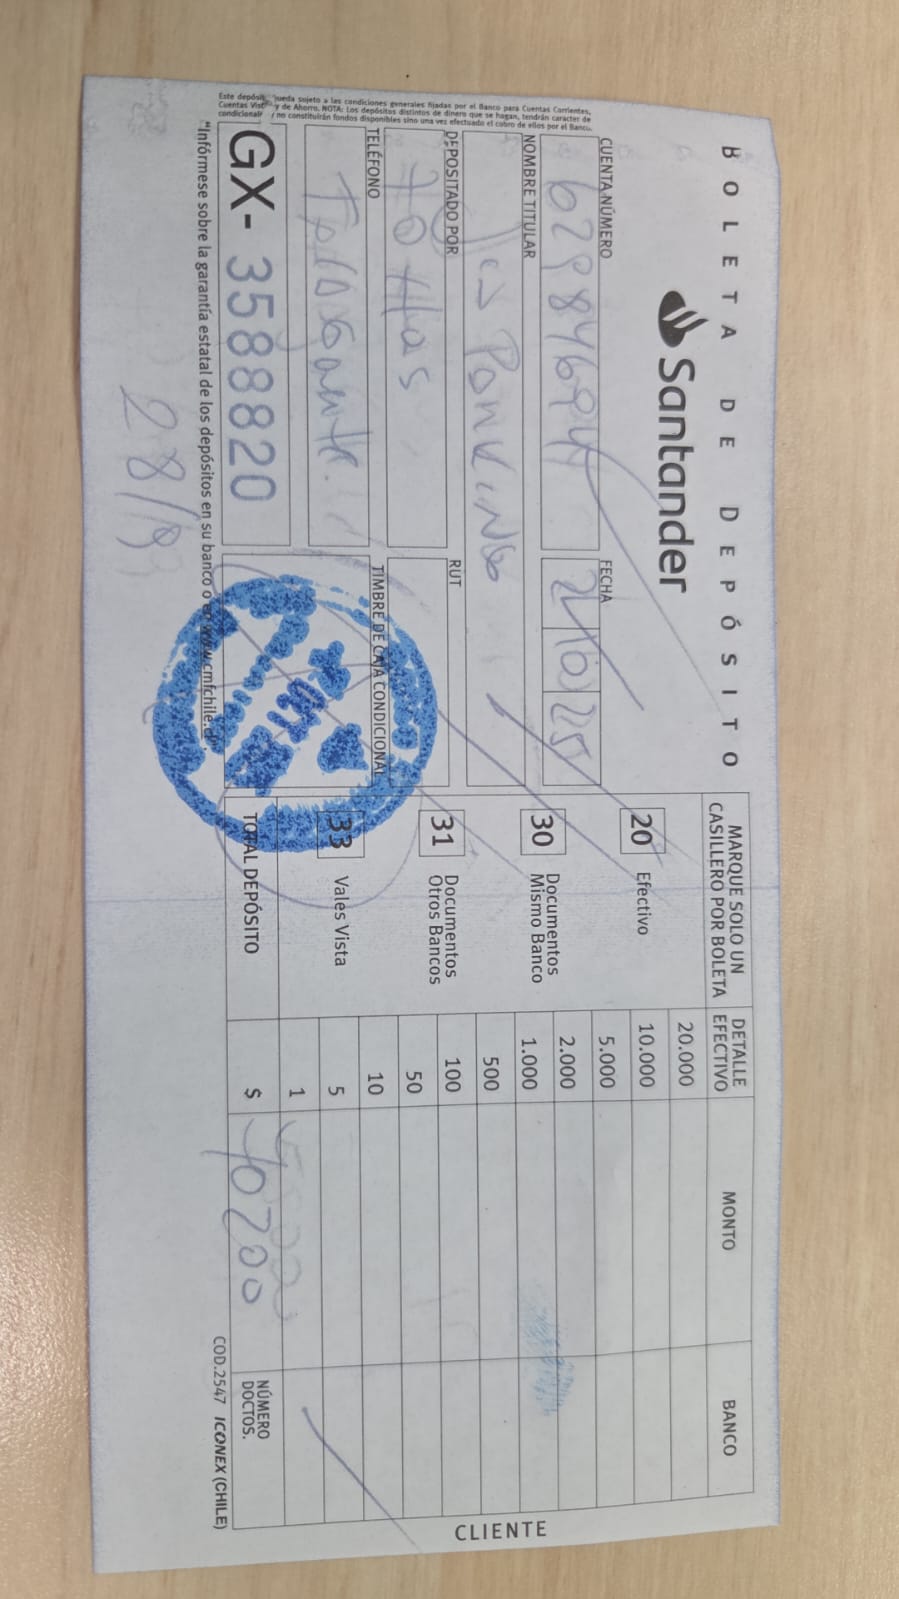 BOLETA DE DEPÓSITO
Santander
CUENTA NÚMERO
FECHA
2 10 25
NOMBRE TITULAR
DEPOSITADO POR
RUT
TELÉFONO
TIMBRE DE CAJA CONDICIONAL
GX- 3588820
Este depósito queda sujeto a las condiciones generales fijadas por el Banco para Cuentas Corrientes,
Cuentas Vista y de Ahorro. NOTA: Los depósitos distintos de dinero que se hagan, tendrán caracter de
condicional y no constituirán fondos disponibles sino una vez efectuado el cobro de ellos por el Banco.
"Infórmese sobre la garantía estatal de los depósitos en su banco o en www.cmfchile.cl".
MARQUE SOLO UN
CASILLERO POR BOLETA
20 Efectivo
30 Documentos
Mismo Banco
31 Documentos
Otros Bancos
33 Vales Vista
TOTAL DEPÓSITO
DETALLE
EFECTIVO
MONTO
BANCO
20.000
10.000
5.000
2.000
1.000
500
100
50
10
5
1
$ 40200
NÚMERO
DOCTOS.
CLIENTE
COD.2547 ICONEX (CHILE)